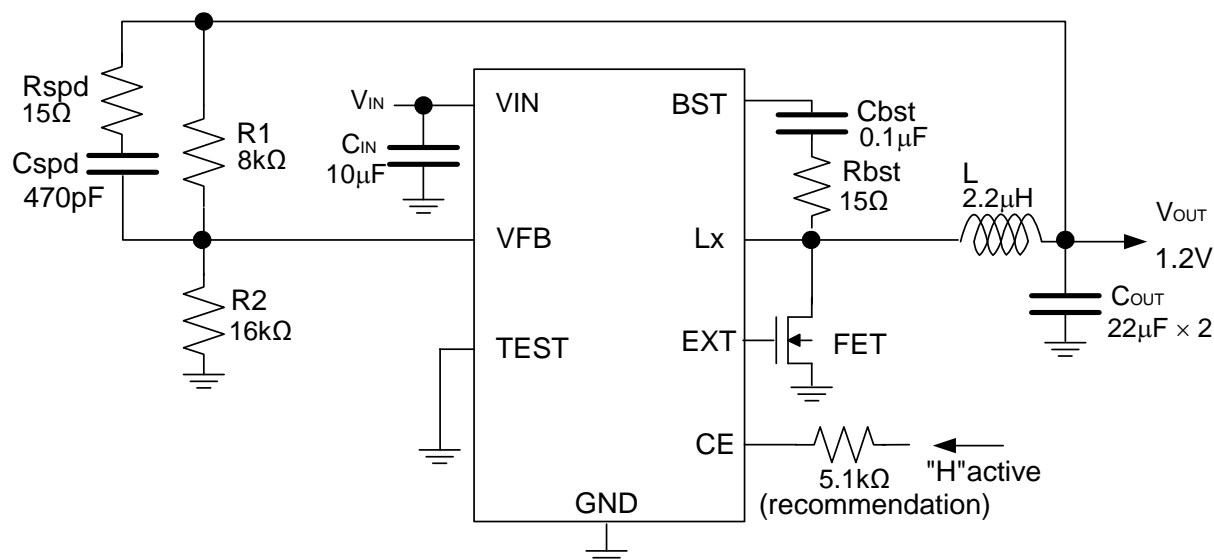 Rspd
15Ω
Cspd
470pF
R1
8kΩ
R2
16kΩ
VIN
CIN
10μF
VIN
VFB
TEST
GND
BST
Lx
EXT
CE
Cbst
0.1μF
Rbst
15Ω
L
2.2μH
VOUT
1.2V
COUT
22μF × 2
FET
5.1kΩ
(recommendation)
"H"active